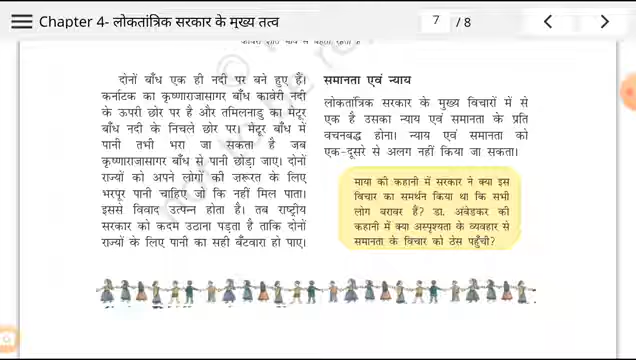 Chapter 4- लोकतांत्रिक सरकार के मुख्य तत्व
7 / 8
दोनों बाँध एक ही नदी पर बने हुए हैं।
कर्नाटक का कृष्णाराजासागर बाँध कावेरी नदी
के ऊपरी छोर पर है और तमिलनाडु का मेटूर
बाँध नदी के निचले छोर पर। मेटूर बाँध में
पानी तभी भरा जा सकता है जब
कृष्णाराजासागर बाँध से पानी छोड़ा जाए। दोनों
राज्यों को अपने लोगों की ज़रूरत के लिए
भरपूर पानी चाहिए जो कि नहीं मिल पाता।
इससे विवाद उत्पन्न होता है। तब राष्ट्रीय
सरकार को कदम उठाना पड़ता है ताकि दोनों
राज्यों के लिए पानी का सही बँटवारा हो पाए।
समानता एवं न्याय
लोकतांत्रिक सरकार के मुख्य विचारों में से
एक है उसका न्याय एवं समानता के प्रति
वचनबद्ध होना। न्याय एवं समानता को
एक-दूसरे से अलग नहीं किया जा सकता।
माया की कहानी में सरकार ने क्या इस
विचार का समर्थन किया था कि सभी
लोग बराबर हैं? डा. अंबेडकर की
कहानी में क्या अस्पृश्यता के व्यवहार से
समानता के विचार को ठेस पहुँची?